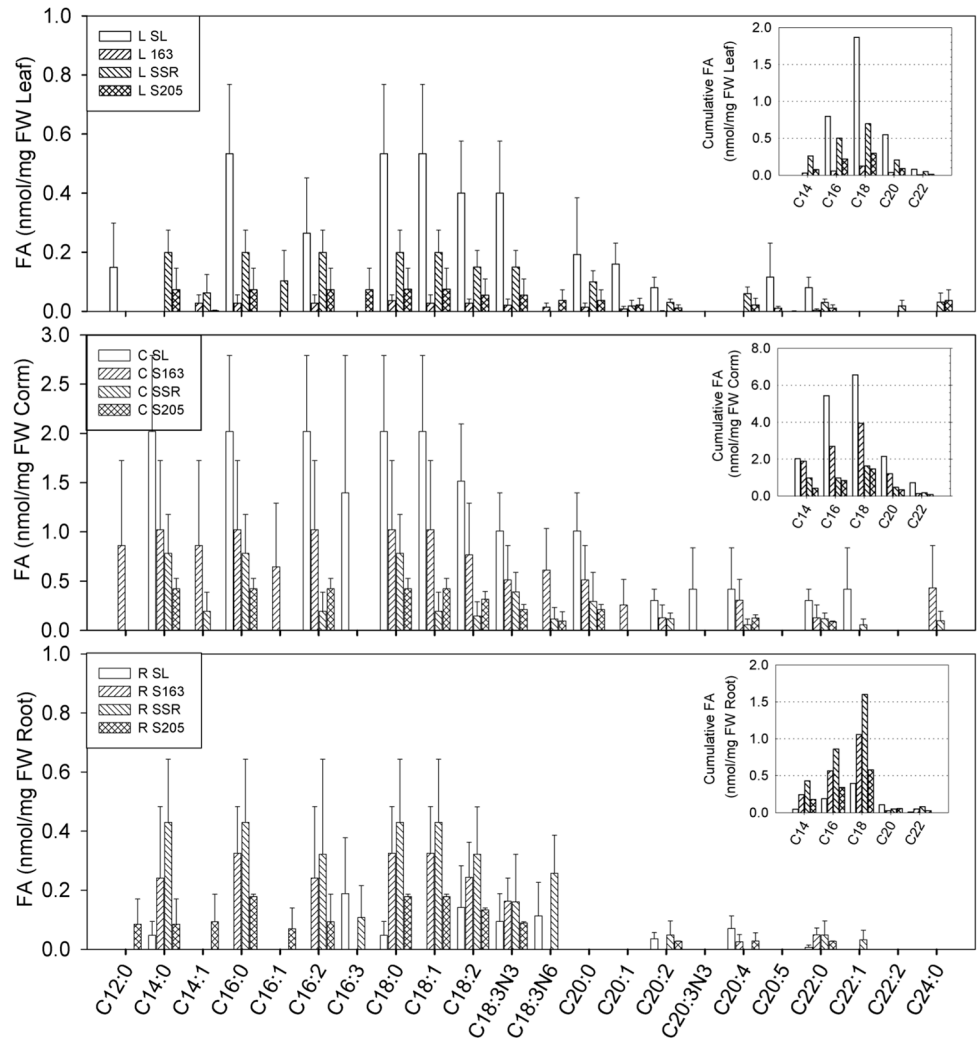 1.0
0.8
0.6
0.4
0.2
0.0
FA (nmol/mg FW Leaf)
L SL
L 163
L SSR
L S205
Cumulative FA
(nmol/mg FW Leaf)
2.0
1.5
1.0
0.5
0.0
C14
C16
C18
C20
C22
3.0
2.5
2.0
1.5
1.0
0.5
0.0
FA (nmol/mg FW Corm)
C SL
C S163
C SSR
C S205
Cumulative FA
(nmol/mg FW Corm)
8.0
6.0
4.0
2.0
0.0
C14
C16
C18
C20
C22
1.0
0.8
0.6
0.4
0.2
0.0
FA (nmol/mg FW Root)
R SL
R S163
R SSR
R S205
Cumulative FA
(nmol/mg FW Root)
2.0
1.5
1.0
0.5
0.0
C14
C16
C18
C20
C22
C12:0
C14:0
C14:1
C16:0
C16:1
C16:2
C16:3
C18:0
C18:1
C18:2
C18:3N3
C18:3N6
C20:0
C20:1
C20:2
C20:3N3
C20:4
C20:5
C22:0
C22:1
C22:2
C24:0